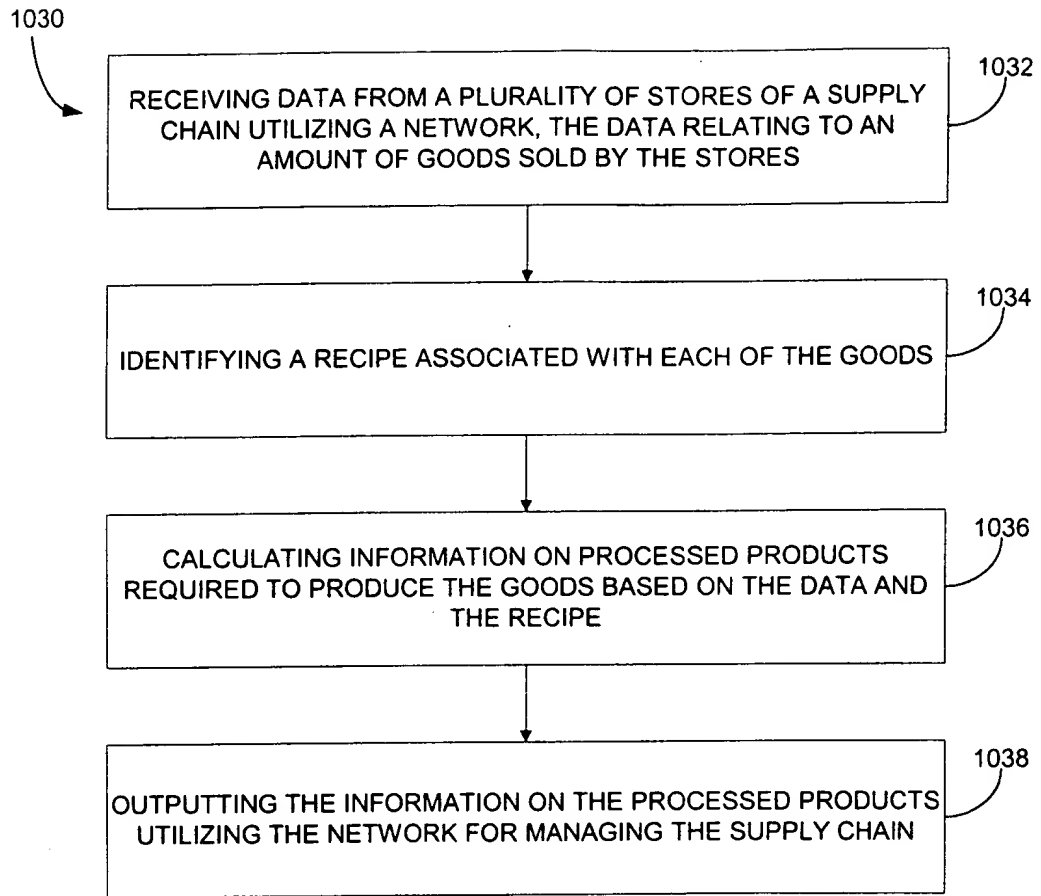 1030
1032
RECEIVING DATA FROM A PLURALITY OF STORES OF A SUPPLY
CHAIN UTILIZING A NETWORK, THE DATA RELATING TO AN
AMOUNT OF GOODS SOLD BY THE STORES
1034
IDENTIFYING A RECIPE ASSOCIATED WITH EACH OF THE GOODS
1036
CALCULATING INFORMATION ON PROCESSED PRODUCTS
REQUIRED TO PRODUCE THE GOODS BASED ON THE DATA AND
THE RECIPE
1038
OUTPUTTING THE INFORMATION ON THE PROCESSED PRODUCTS
UTILIZING THE NETWORK FOR MANAGING THE SUPPLY CHAIN